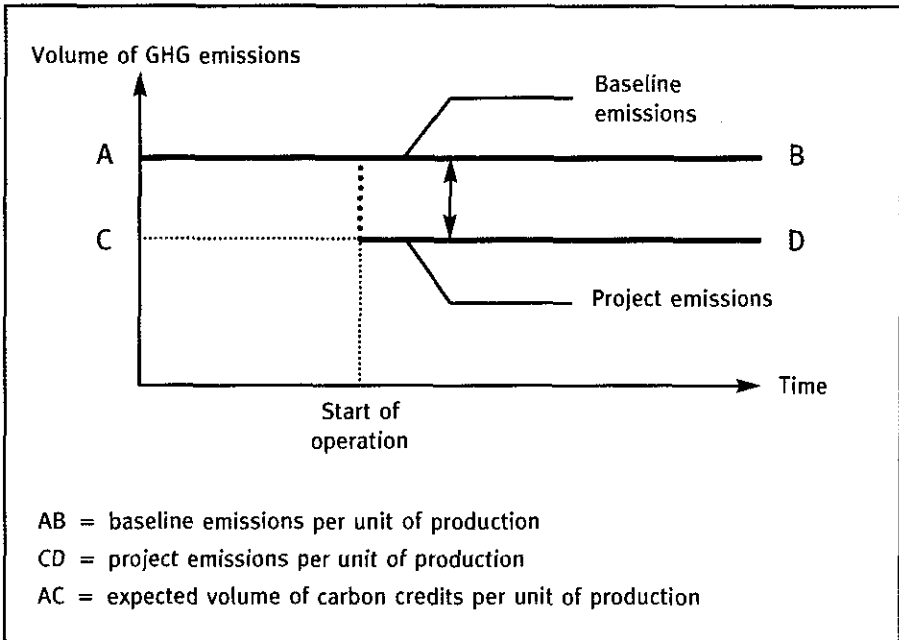 Volume of GHG emissions
Baseline
emissions
A
B
C
D
Project emissions
Time
Start of
operation
AB = baseline emissions per unit of production
CD = project emissions per unit of production
AC = expected volume of carbon credits per unit of production